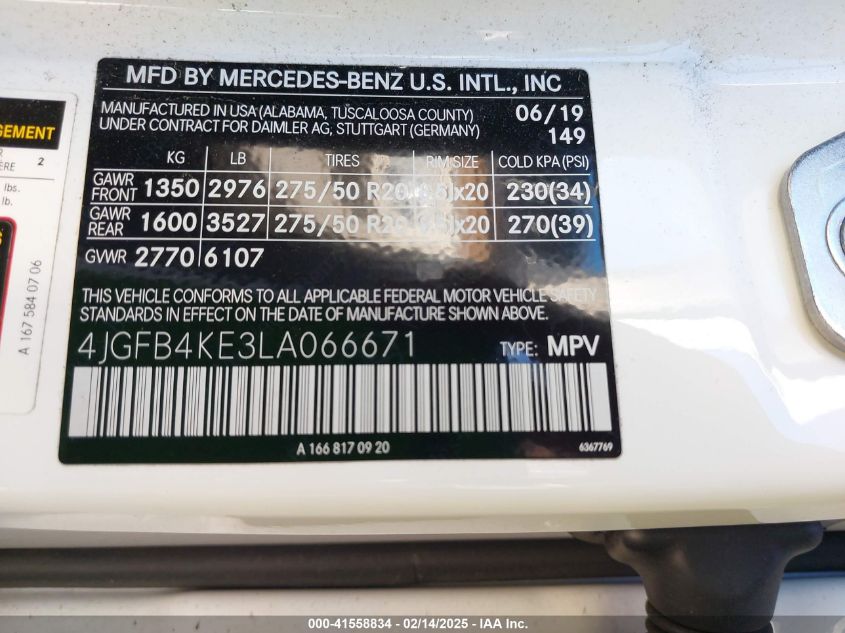 MFD BY MERCEDES-BENZ U.S. INTL., INC
MANUFACTURED IN USA (ALABAMA, TUSCALOOSA COUNTY) 06/19
UNDER CONTRACT FOR DAIMLER AG, STUTTGART (GERMANY) 149
KG LB TIRES RIM SIZE COLD KPA (PSI)
GAWR FRONT 1350 2976 275/50 R20 x20 230(34)
GAWR REAR 1600 3527 275/50 R20 x20 270(39)
GVWR 2770 6107
THIS VEHICLE CONFORMS TO ALL APPLICABLE FEDERAL MOTOR VEHICLE SAFETY
STANDARDS IN EFFECT ON THE DATE OF MANUFACTURE SHOWN ABOVE.
4JGFB4KE3LA066671 TYPE: MPV
A 166 817 09 20 6367769
GEMENT
2
lbs.
lb.
A 167 584 07 06
000-41558834 / 02/14/2025 / IAA Inc.